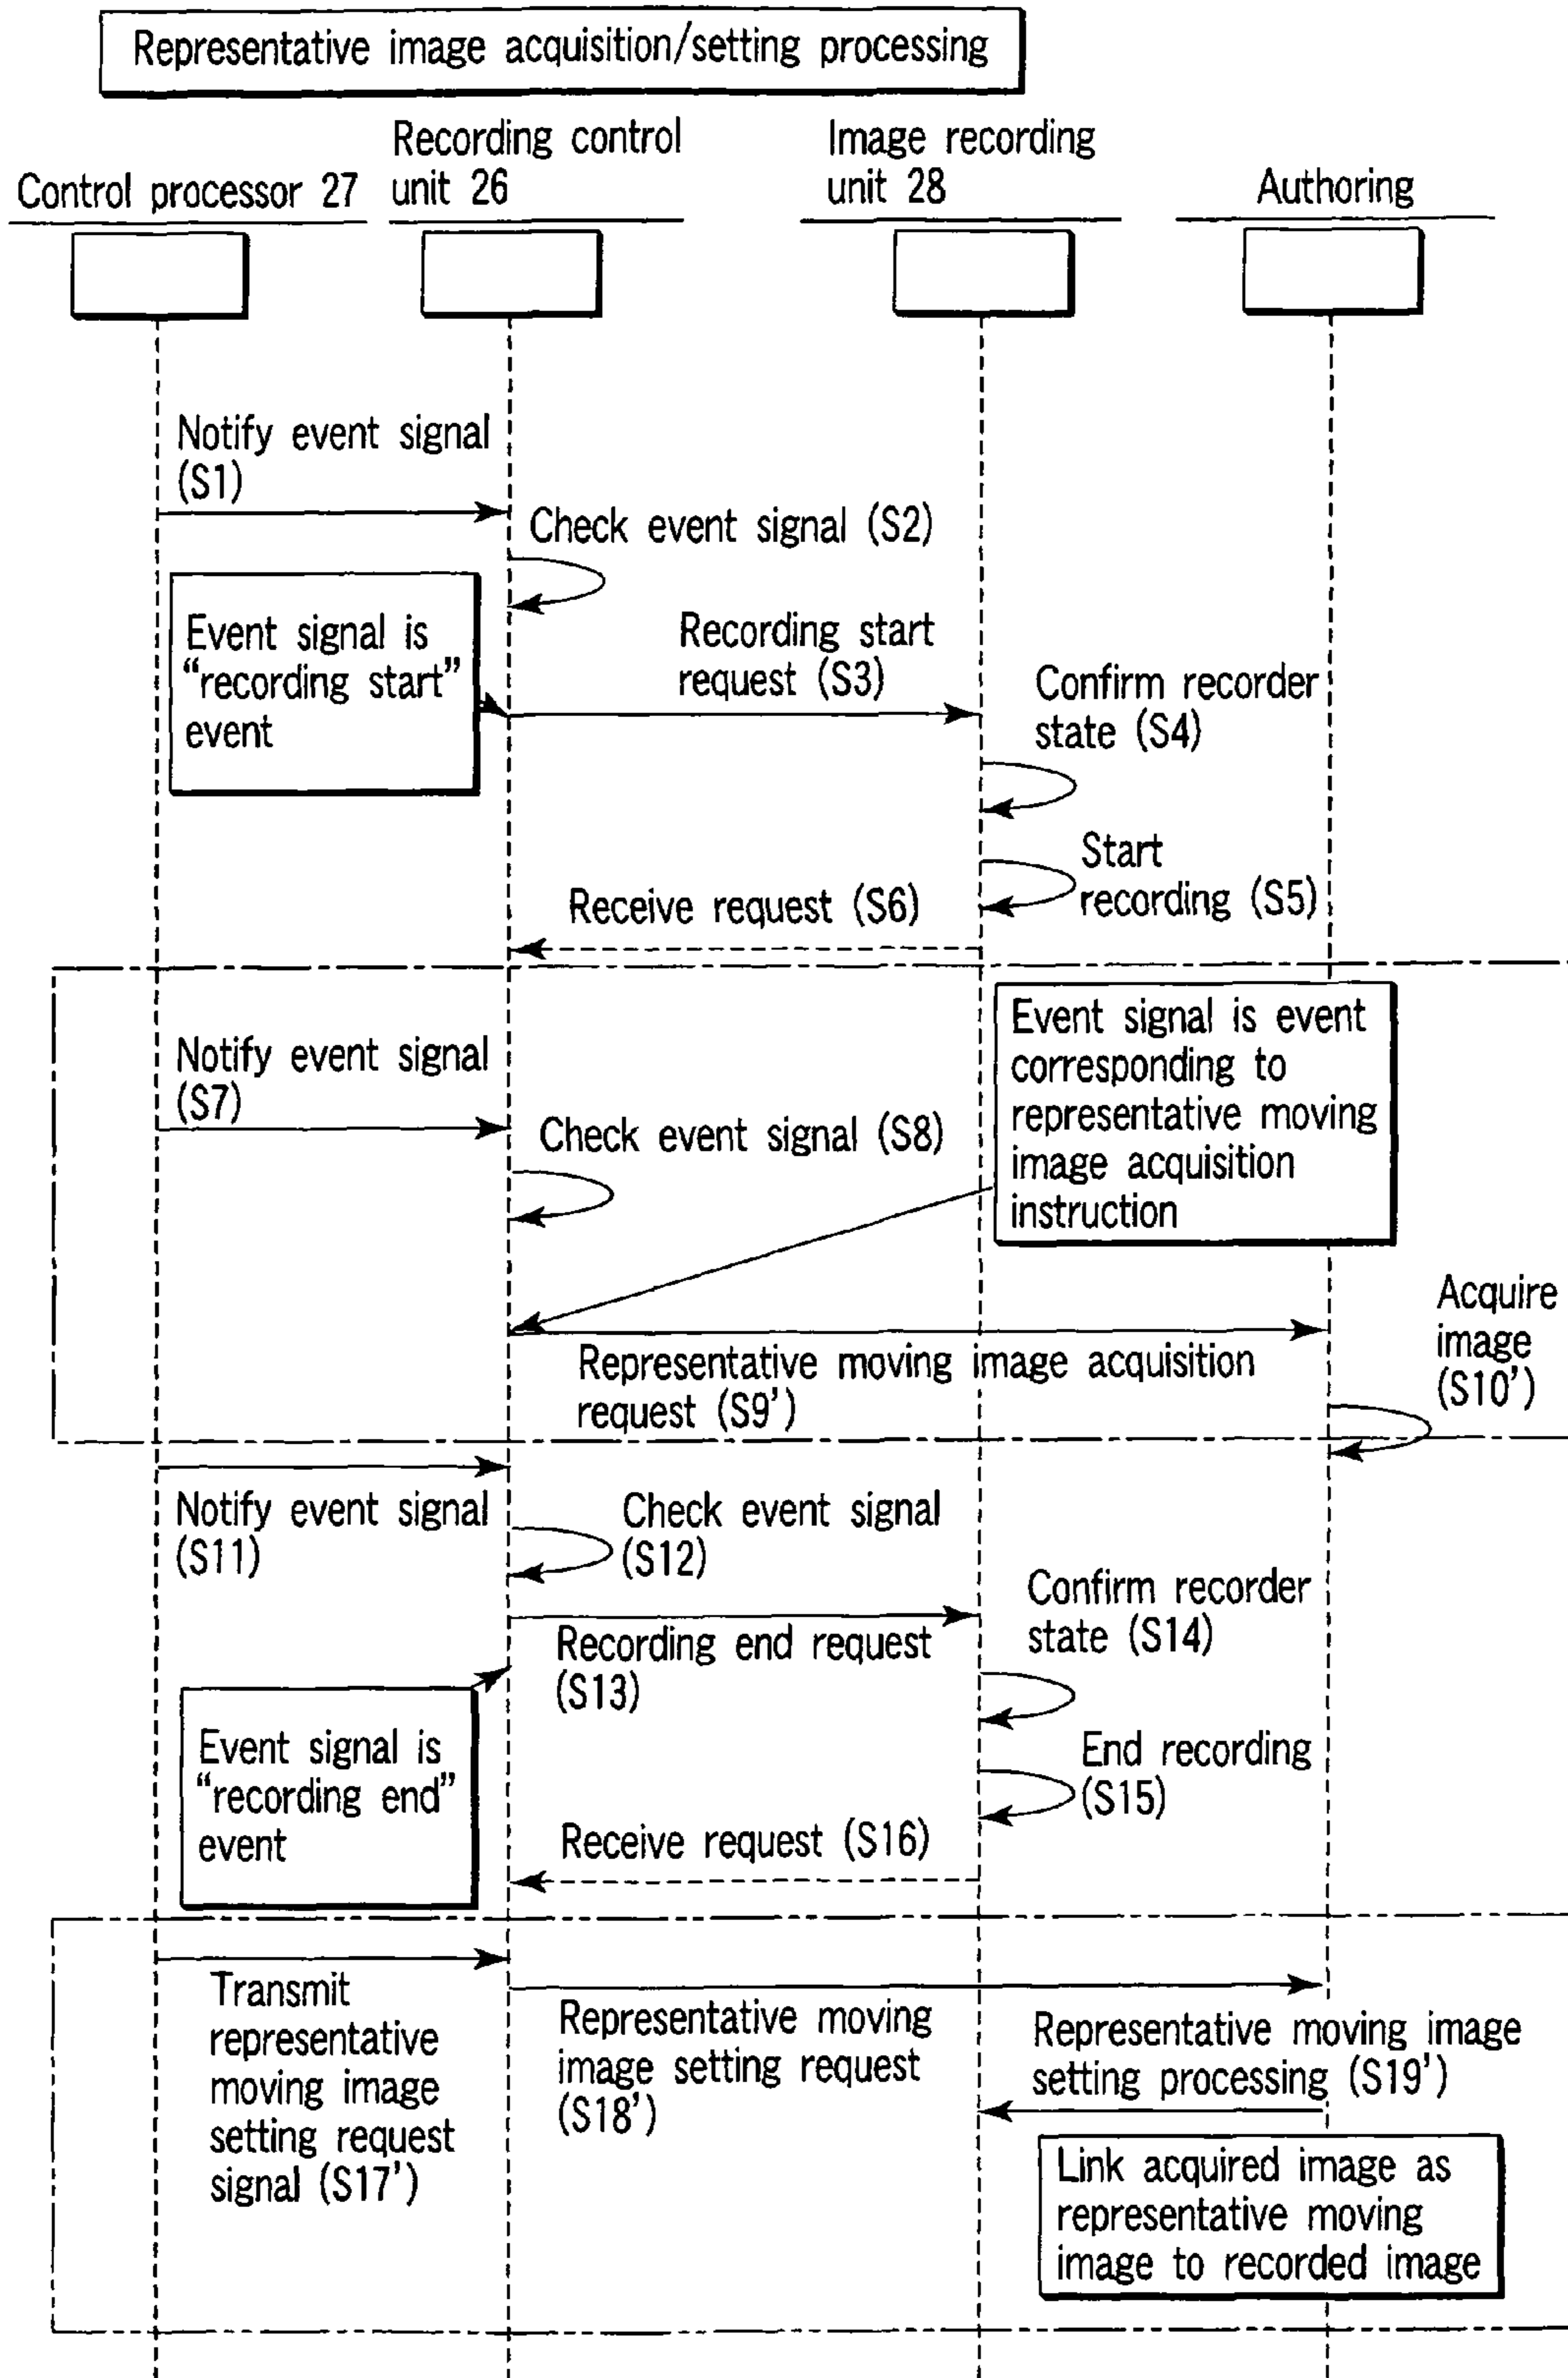 Representative image acquisition/setting processing
Control processor 27
Recording control
unit 26
Image recording
unit 28
Authoring
Notify event signal
(S1)
Check event signal (S2)
Event signal is
“recording start”
event
Recording start
request (S3)
Confirm recorder
state (S4)
Start
recording (S5)
Receive request (S6)
Event signal is event
corresponding to
representative moving
image acquisition
instruction
Notify event signal
(S7)
Check event signal (S8)
Acquire
image
(S10')
Representative moving image acquisition
request (S9')
Notify event signal
(S11)
Check event signal
(S12)
Confirm recorder
state (S14)
Recording end request
(S13)
Event signal is
“recording end”
event
End recording
(S15)
Receive request (S16)
Transmit
representative
moving image
setting request
signal (S17')
Representative moving
image setting request
(S18')
Representative moving image
setting processing (S19')
Link acquired image as
representative moving
image to recorded image